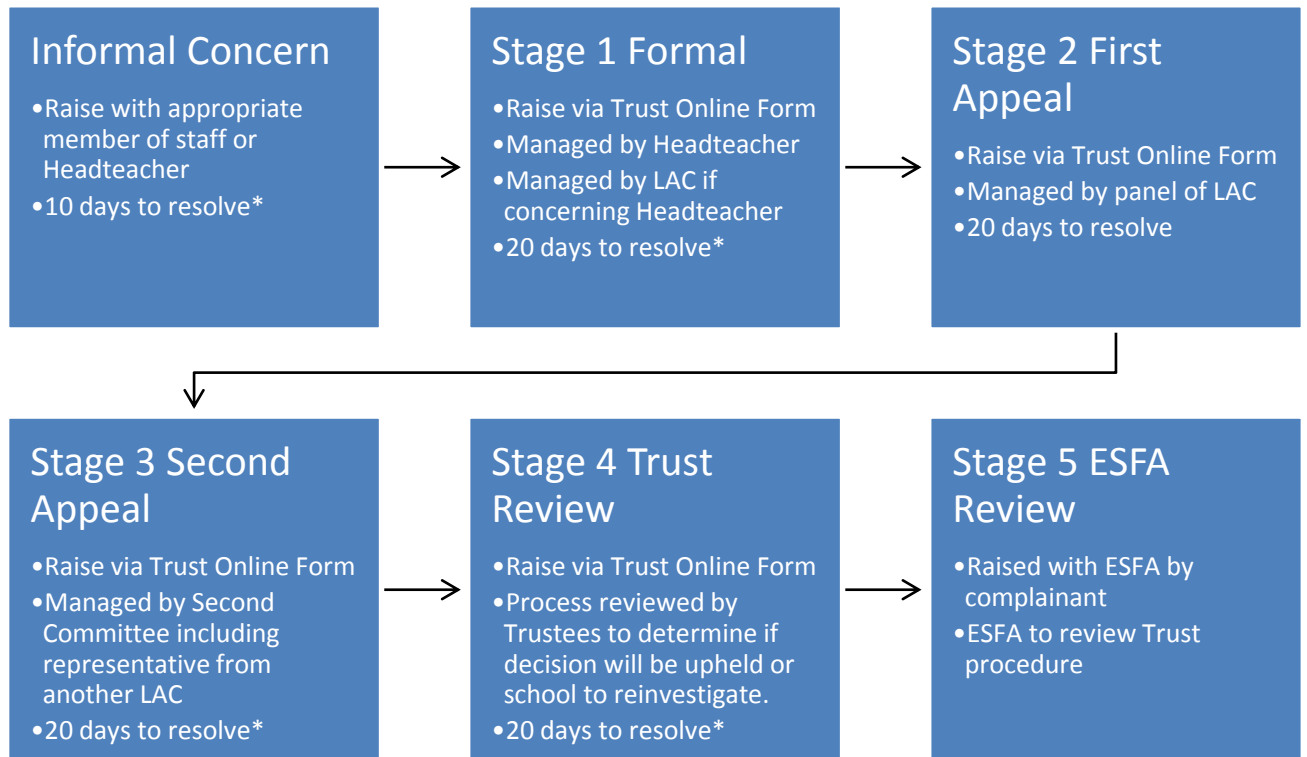 Informal Concern
•Raise with appropriate
member of staff or
Headteacher
•10 days to resolve*
Stage 1 Formal
•Raise via Trust Online Form
•Managed by Headteacher
•Managed by LAC if
concerning Headteacher
•20 days to resolve*
Stage 2 First
Appeal
•Raise via Trust Online Form
•Managed by panel of LAC
•20 days to resolve
Stage 3 Second
Appeal
•Raise via Trust Online Form
•Managed by Second
Committee including
representative from
another LAC
•20 days to resolve*
Stage 4 Trust
Review
•Raise via Trust Online Form
•Process reviewed by
Trustees to determine if
decision will be upheld or
school to reinvestigate.
•20 days to resolve*
Stage 5 ESFA
Review
•Raised with ESFA by
complainant
•ESFA to review Trust
procedure